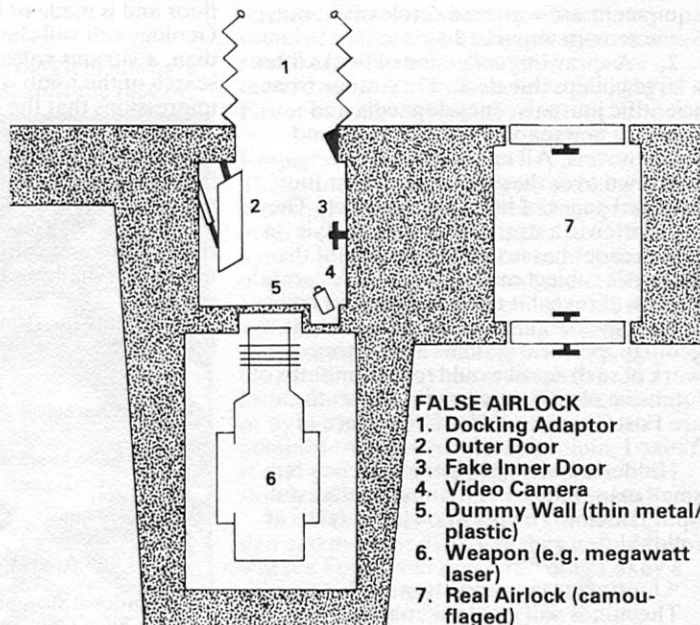 1
2
3
7
4
5
6
FALSE AIRLOCK
1. Docking Adaptor
2. Outer Door
3. Fake Inner Door
4. Video Camera
5. Dummy Wall (thin metal/
plastic)
6. Weapon (e.g. megawatt
laser)
7. Real Airlock (camou-
flaged)